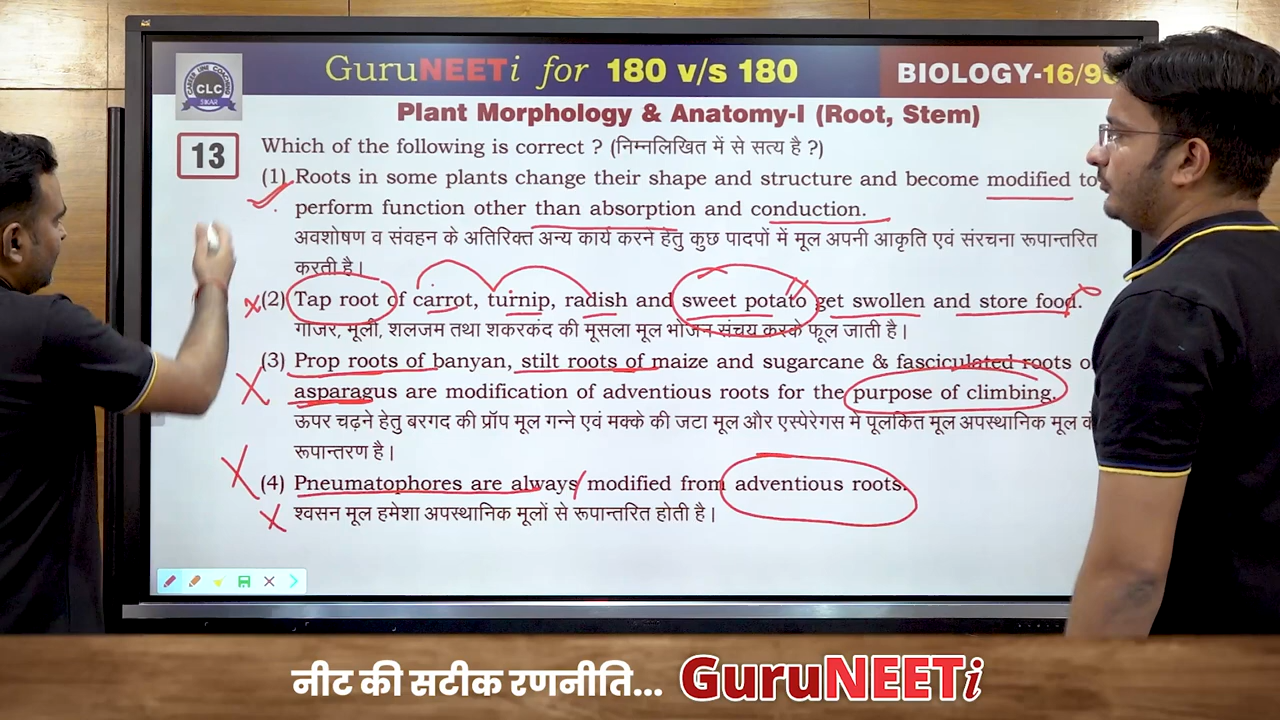 GuruNEETi for 180 v/s 180
BIOLOGY-16/9
CAREER LINE COACHING
CLC
SIKAR
Plant Morphology & Anatomy-I (Root, Stem)
13
Which of the following is correct ? (निम्नलिखित में से सत्य है ?)
(1) Roots in some plants change their shape and structure and become modified to
perform function other than absorption and conduction.
अवशोषण व संवहन के अतिरिक्त अन्य कार्य करने हेतु कुछ पादपों में मूल अपनी आकृति एवं संरचना रूपान्तरित
करती है।
(2) Tap root of carrot, turnip, radish and sweet potato get swollen and store food.
गाजर, मूली, शलजम तथा शकरकंद की मूसला मूल भोजन संचय करके फूल जाती है।
(3) Prop roots of banyan, stilt roots of maize and sugarcane & fasciculated roots o
asparagus are modification of adventious roots for the purpose of climbing.
ऊपर चढ़ने हेतु बरगद की प्रॉप मूल गन्ने एवं मक्के की जटा मूल और एस्पेरेगस में पूलकित मूल अपस्थानिक मूल
रूपान्तरण है।
(4) Pneumatophores are always modified from adventious roots.
श्वसन मूल हमेशा अपस्थानिक मूलों से रूपान्तरित होती है।
नीट की सटीक रणनीति... GuruNEETi